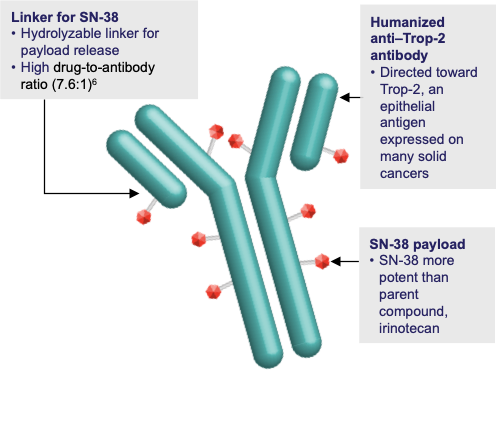 Linker for SN-38
• Hydrolyzable linker for
payload release
• High drug-to-antibody
ratio (7.6:1)⁶
Humanized
anti–Trop-2
antibody
• Directed toward
Trop-2, an
epithelial
antigen
expressed on
many solid
cancers
SN-38 payload
• SN-38 more
potent than
parent
compound,
irinotecan